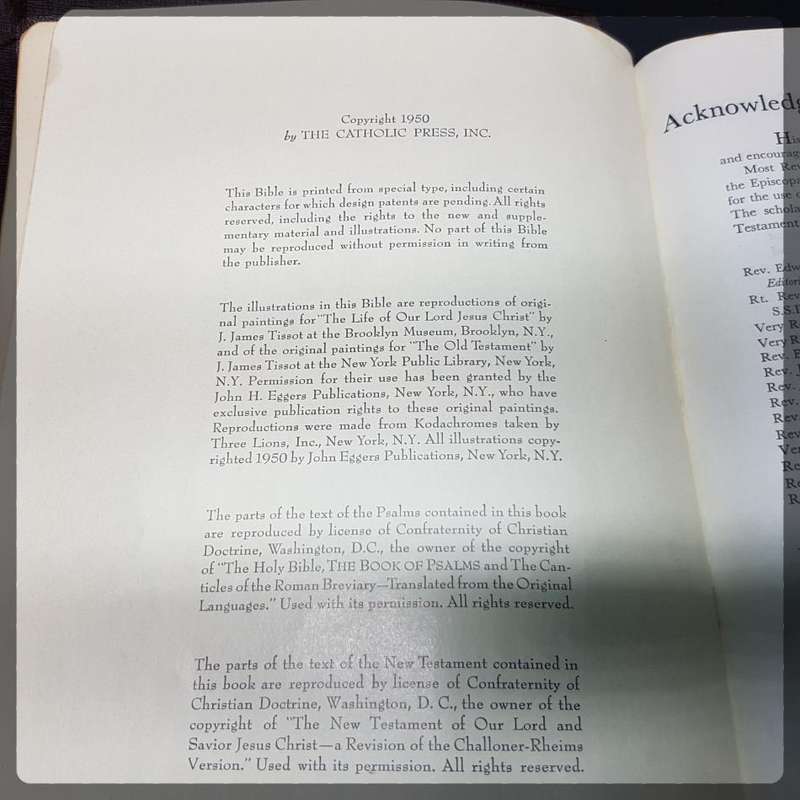 Copyright 1950
by THE CATHOLIC PRESS, INC.
This Bible is printed from special type, including certain
characters for which design patents are pending. All rights
reserved, including the rights to the new and supple-
mentary material and illustrations. No part of this Bible
may be reproduced without permission in writing from
the publisher.
The illustrations in this Bible are reproductions of origi-
nal paintings for "The Life of Our Lord Jesus Christ" by
J. James Tissot at the Brooklyn Museum, Brooklyn, N.Y.,
and of the original paintings for "The Old Testament" by
J. James Tissot at the New York Public Library, New York,
N.Y. Permission for their use has been granted by the
John H. Eggers Publications, New York, N.Y., who have
exclusive publication rights to these original paintings.
Reproductions were made from Kodachromes taken by
Three Lions, Inc., New York, N.Y. All illustrations copy-
righted 1950 by John Eggers Publications, New York, N.Y.
The parts of the text of the Psalms contained in this book
are reproduced by license of Confraternity of Christian
Doctrine, Washington, D.C., the owner of the copyright
of "The Holy Bible, THE BOOK OF PSALMS and The Can-
ticles of the Roman Breviary—Translated from the Original
Languages." Used with its permission. All rights reserved.
The parts of the text of the New Testament contained in
this book are reproduced by license of Confraternity of
Christian Doctrine, Washington, D. C., the owner of the
copyright of "The New Testament of Our Lord and
Savior Jesus Christ—a Revision of the Challoner-Rheims
Version." Used with its permission. All rights reserved.
Acknowledg
His
and encourag
Most Rev
the Episcopa
for the use o
The schola
Testament
Rev. Edw
Editori
Rt. Rev
S.S.
Very R
Very R
Rev. E
Rev. J
Rev.
Rev.
Rev
Rev
Ver
Re
Re
R